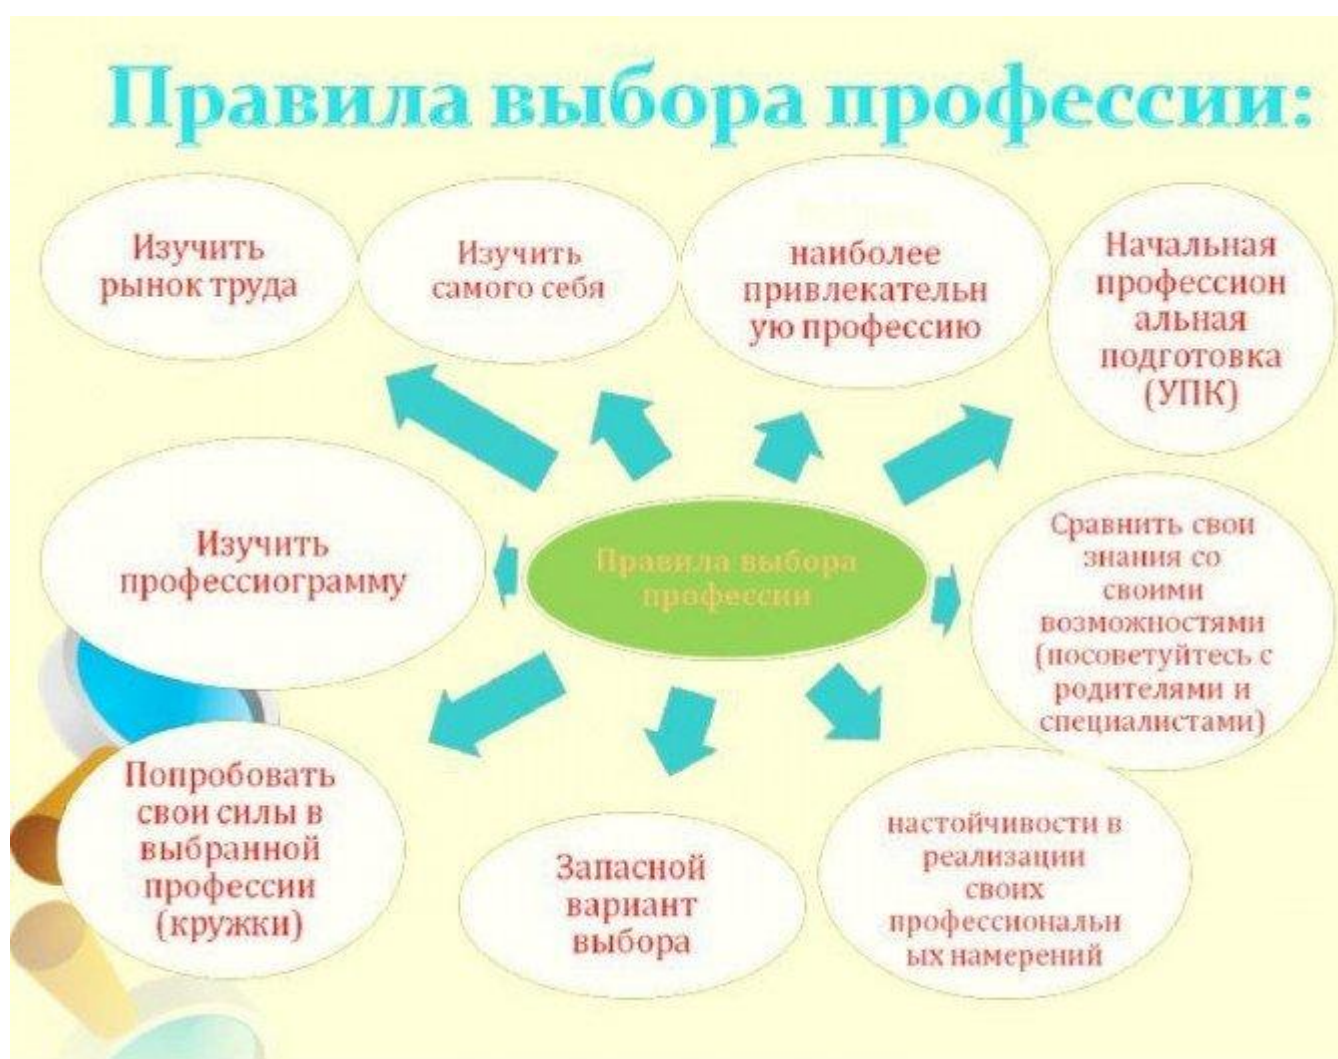 Правила выбора профессии:
Изучить
рынок труда
Изучить
самого себя
наиболее
привлекательн
ую профессию
Начальная
профессион
альная
подготовка
(УПК)
Изучить
профессиограмму
Правила выбора
профессии
Сравнить свои
знания со
своими
возможностями
(посоветуйтесь с
родителями и
специалистами)
Попробовать
свои силы в
выбранной
профессии
(кружки)
Запасной
вариант
выбора
настойчивости в
реализации
своих
профессиональн
ых намерений